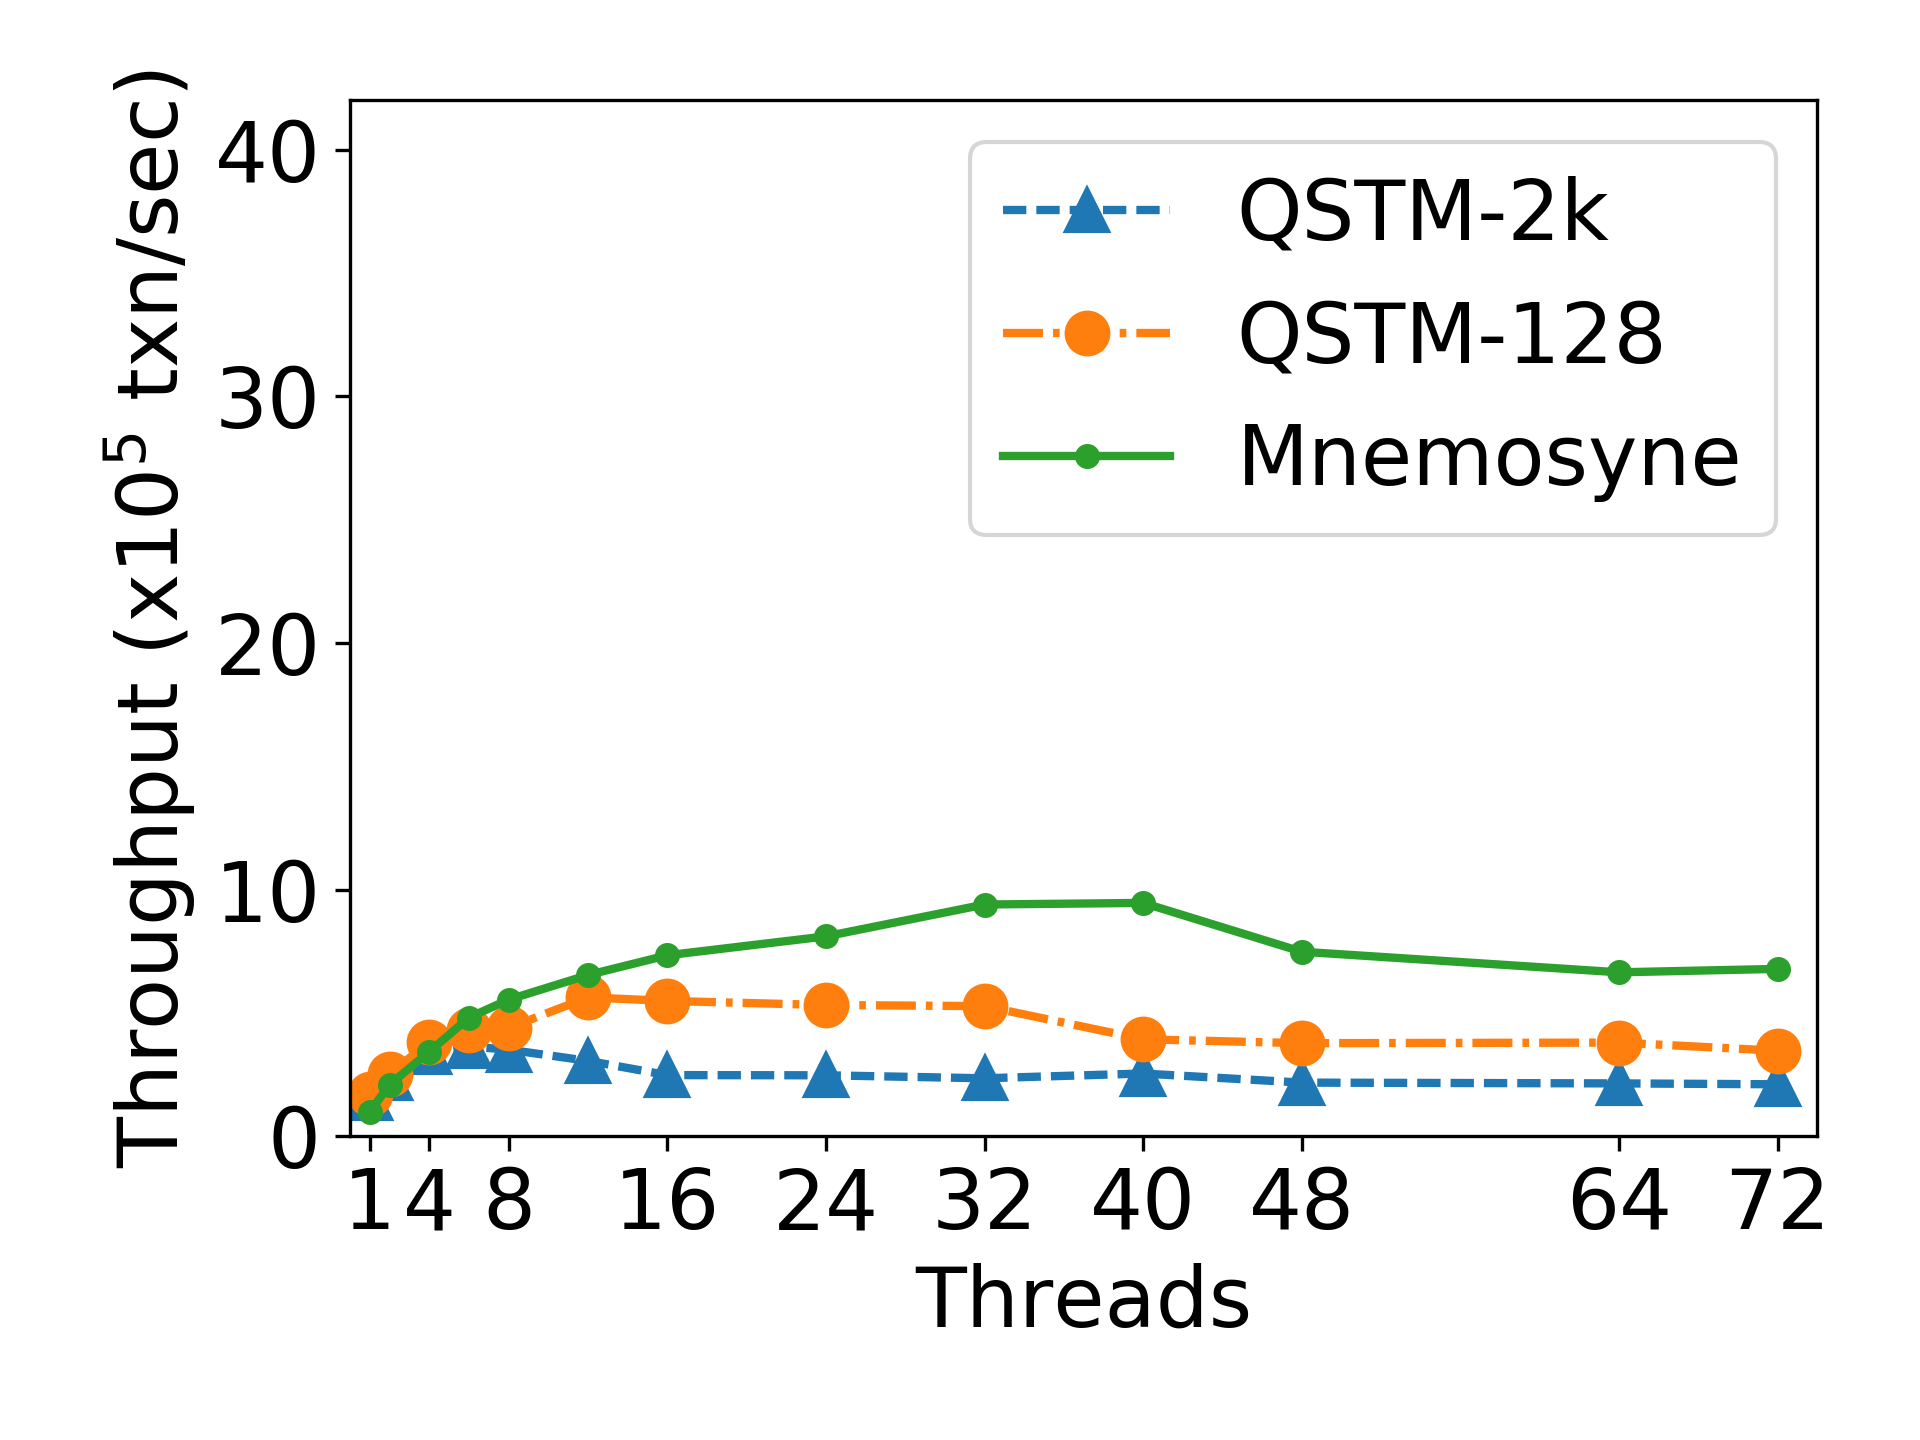 Throughput (x10⁵ txn/sec)
40
30
20
10
0
QSTM-2k
QSTM-128
Mnemosyne
1 4 8 16 24 32 40 48 64 72
Threads